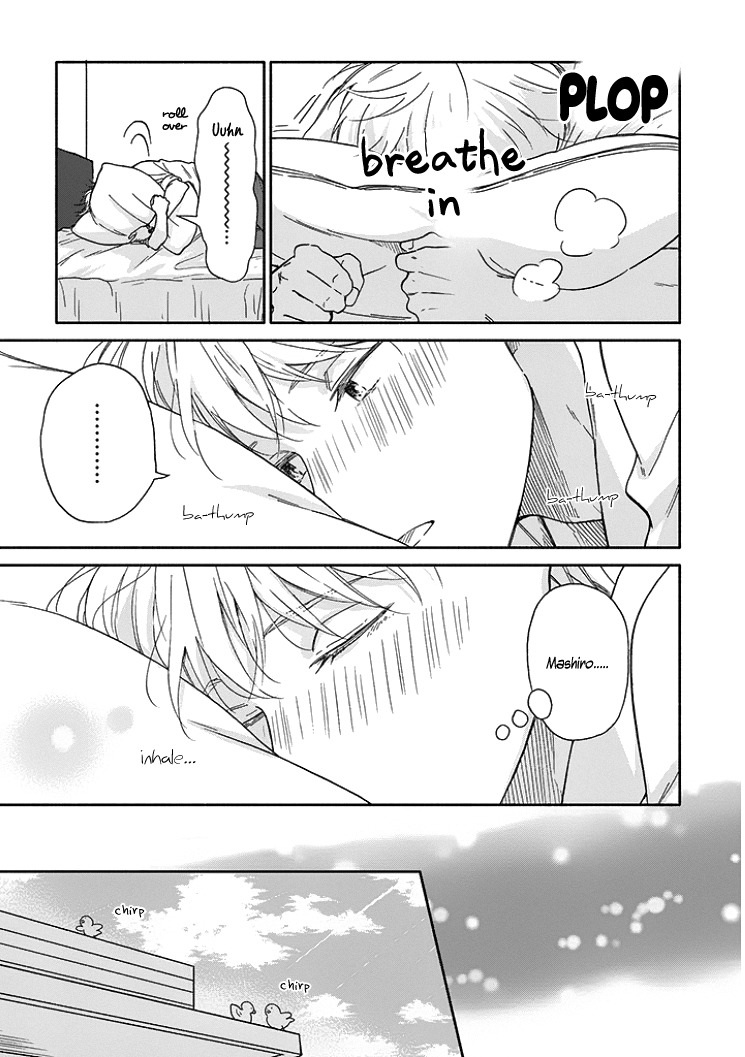 PLOP
breathe
in
Uuhn
roll
over
ba-thump
ba-thump
ba-thump
Mashiro.....
inhale...
chirp
chirp